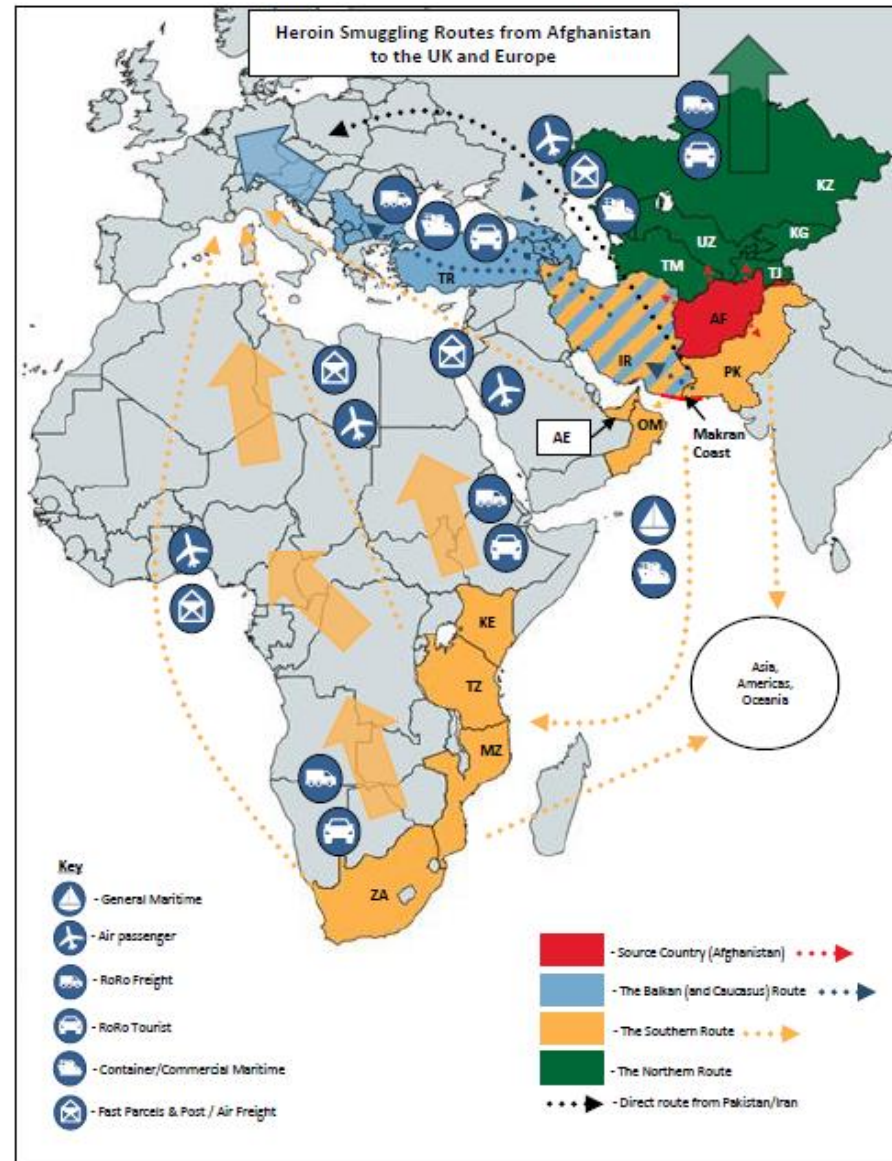 Heroin Smuggling Routes from Afghanistan
to the UK and Europe
KZ
UZ
KG
TM
TJ
TR
AF
IR
PK
AE
OM
Makran
Coast
KE
TZ
MZ
ZA
Asia,
Americas,
Oceania
Key
- General Maritime
- Air passenger
- RoRo Freight
- RoRo Tourist
- Container/Commercial Maritime
- Fast Parcels & Post / Air Freight
- Source Country (Afghanistan)
- The Balkan (and Caucasus) Route
- The Southern Route
- The Northern Route
- Direct route from Pakistan/Iran